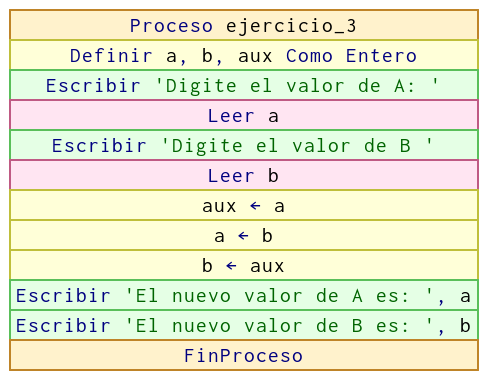 Proceso ejercicio_3
Definir a, b, aux Como Entero
Escribir 'Digite el valor de A: '
Leer a
Escribir 'Digite el valor de B '
Leer b
aux ← a
a ← b
b ← aux
Escribir 'El nuevo valor de A es: ', a
Escribir 'El nuevo valor de B es: ', b
FinProceso